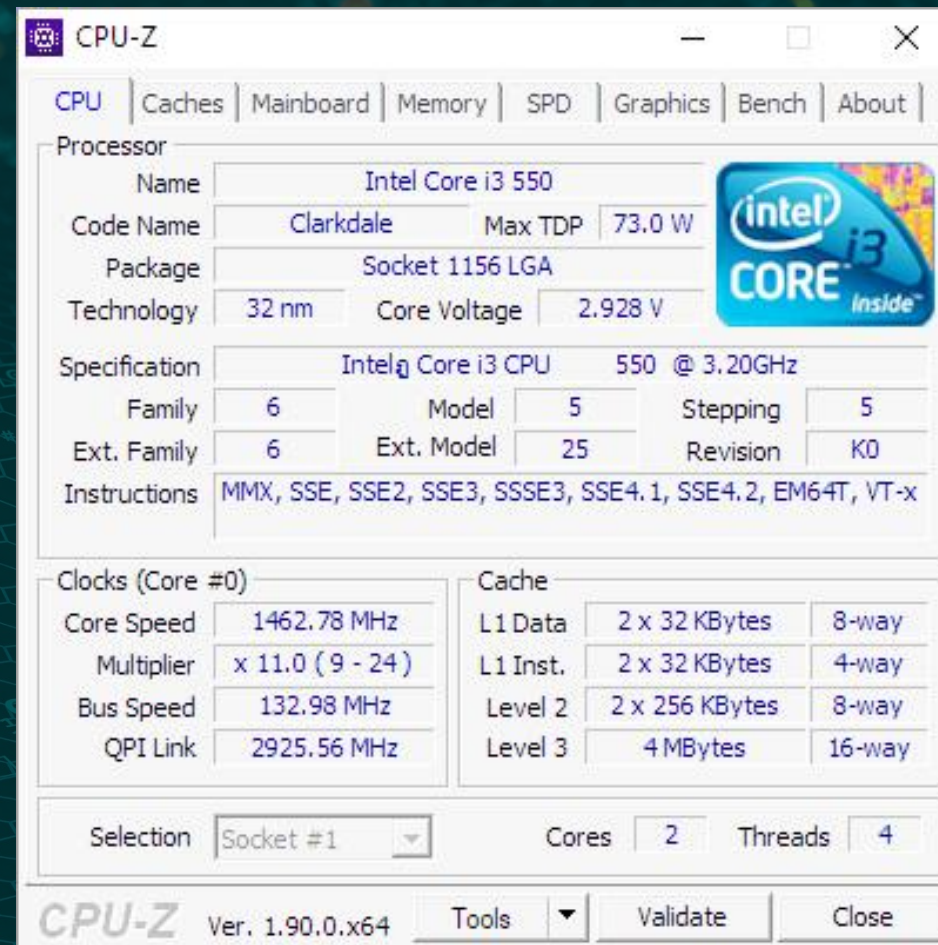 CPU-Z
CPU Caches Mainboard Memory SPD Graphics Bench About
Processor
Name Intel Core i3 550
Code Name Clarkdale Max TDP 73.0 W
Package Socket 1156 LGA
Technology 32 nm Core Voltage 2.928 V
intel
CORE i3
inside™
Specification Intelฎ Core i3 CPU 550 @ 3.20GHz
Family 6 Model 5 Stepping 5
Ext. Family 6 Ext. Model 25 Revision K0
Instructions MMX, SSE, SSE2, SSE3, SSSE3, SSE4.1, SSE4.2, EM64T, VT-x
Clocks (Core #0)
Core Speed 1462.78 MHz
Multiplier x 11.0 ( 9 - 24 )
Bus Speed 132.98 MHz
QPI Link 2925.56 MHz
Cache
L1 Data 2 x 32 KBytes 8-way
L1 Inst. 2 x 32 KBytes 4-way
Level 2 2 x 256 KBytes 8-way
Level 3 4 MBytes 16-way
Selection Socket #1 Cores 2 Threads 4
CPU-Z Ver. 1.90.0.x64 Tools Validate Close